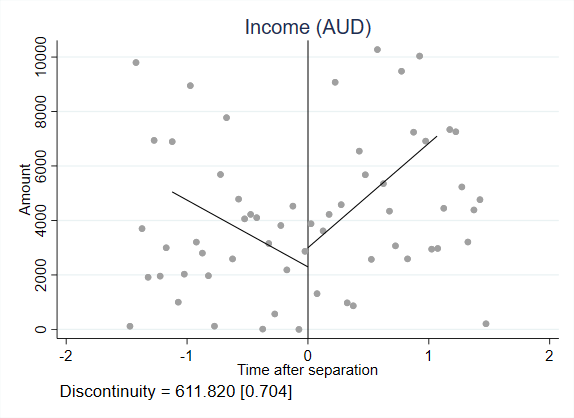 Income (AUD)
10000
8000
6000
4000
2000
0
Amount
-2
-1
0
1
2
Time after separation
Discontinuity = 611.820 [0.704]